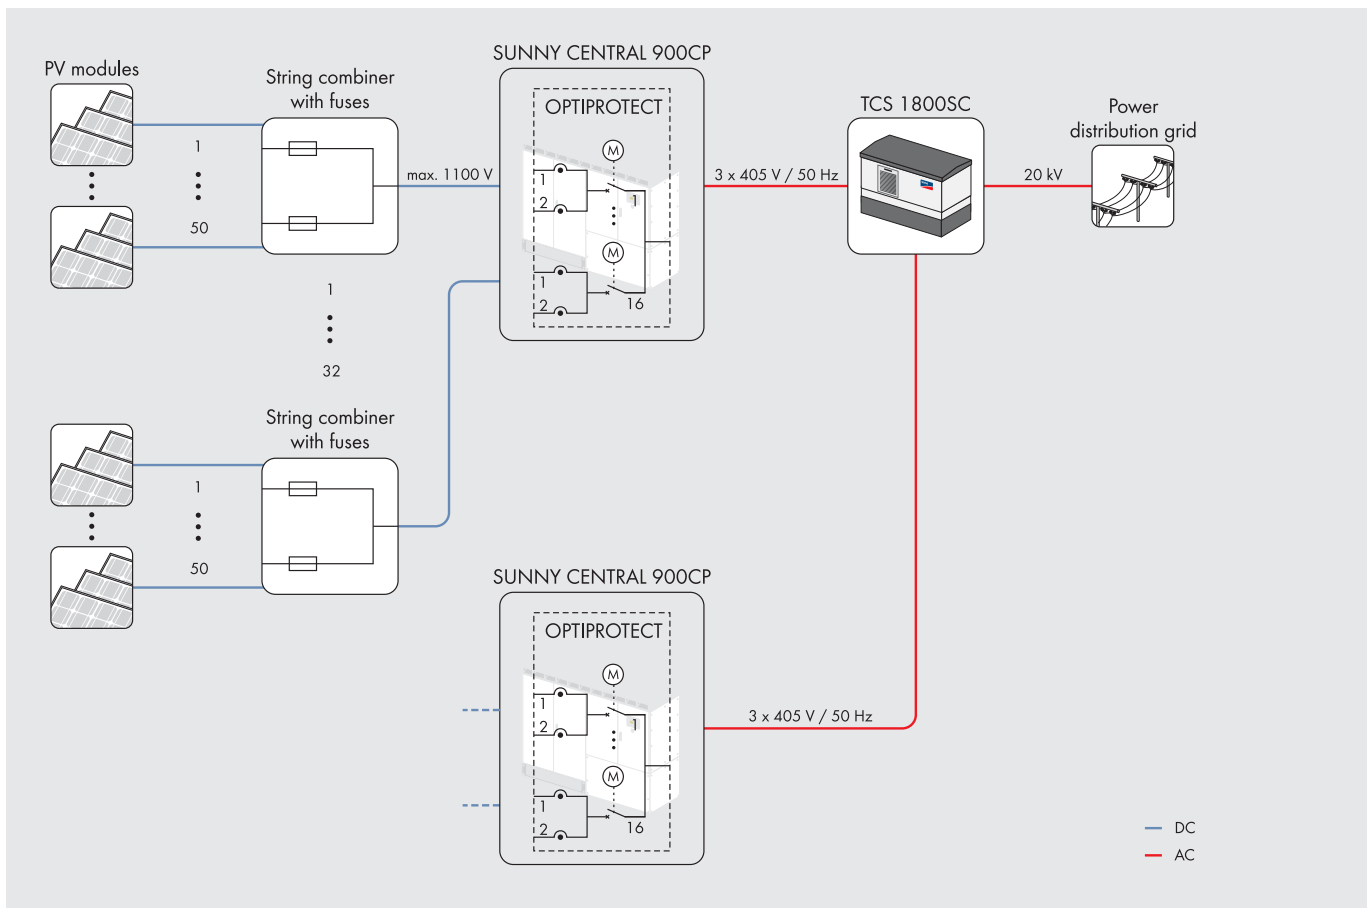 SUNNY CENTRAL 900CP
PV modules
String combiner
with fuses
OPTIPROTECT
TCS 1800SC
Power
distribution grid
1
50
max. 1100 V
M
1
2
1
M
1
2
16
3 x 405 V / 50 Hz
20 kV
1
32
String combiner
with fuses
1
50
SUNNY CENTRAL 900CP
OPTIPROTECT
M
1
2
1
M
1
2
16
3 x 405 V / 50 Hz
DC
AC